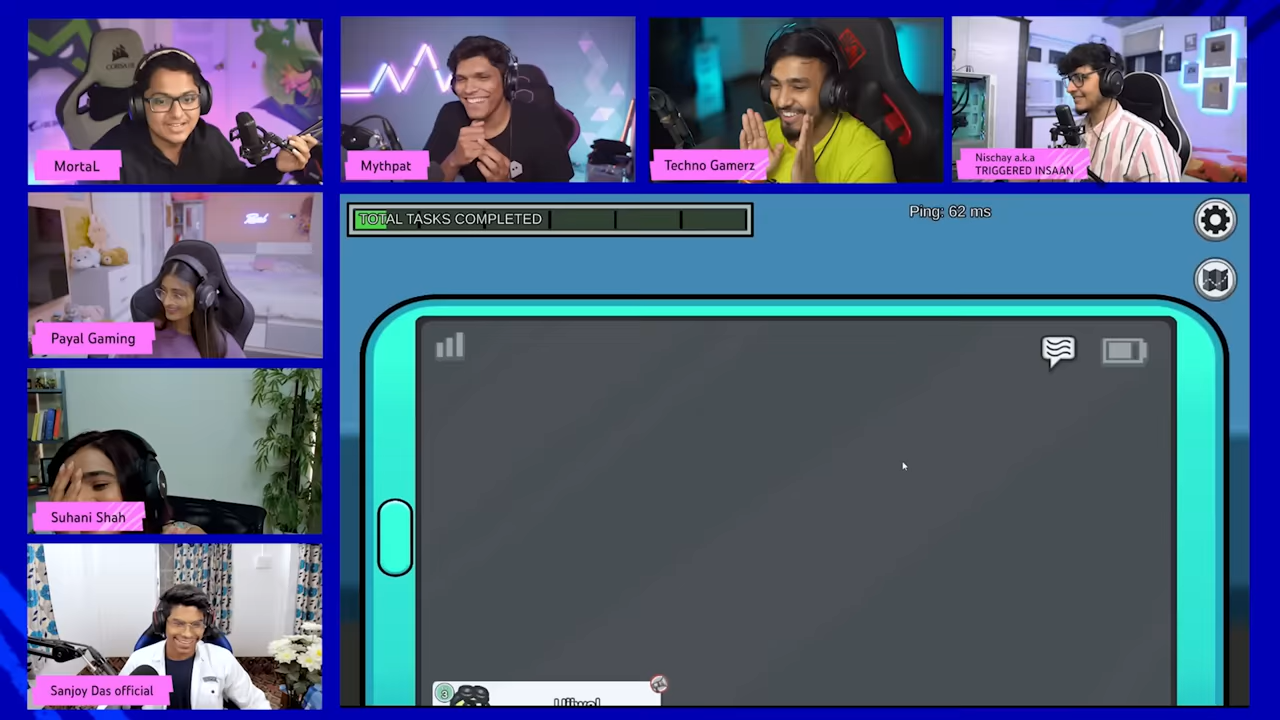 MortaL
Mythpat
Techno Gamerz
Nischay a.k.a
TRIGGERED INSAAN
TOTAL TASKS COMPLETED
Ping: 62 ms
Payal Gaming
Suhani Shah
Sanjoy Das official
3